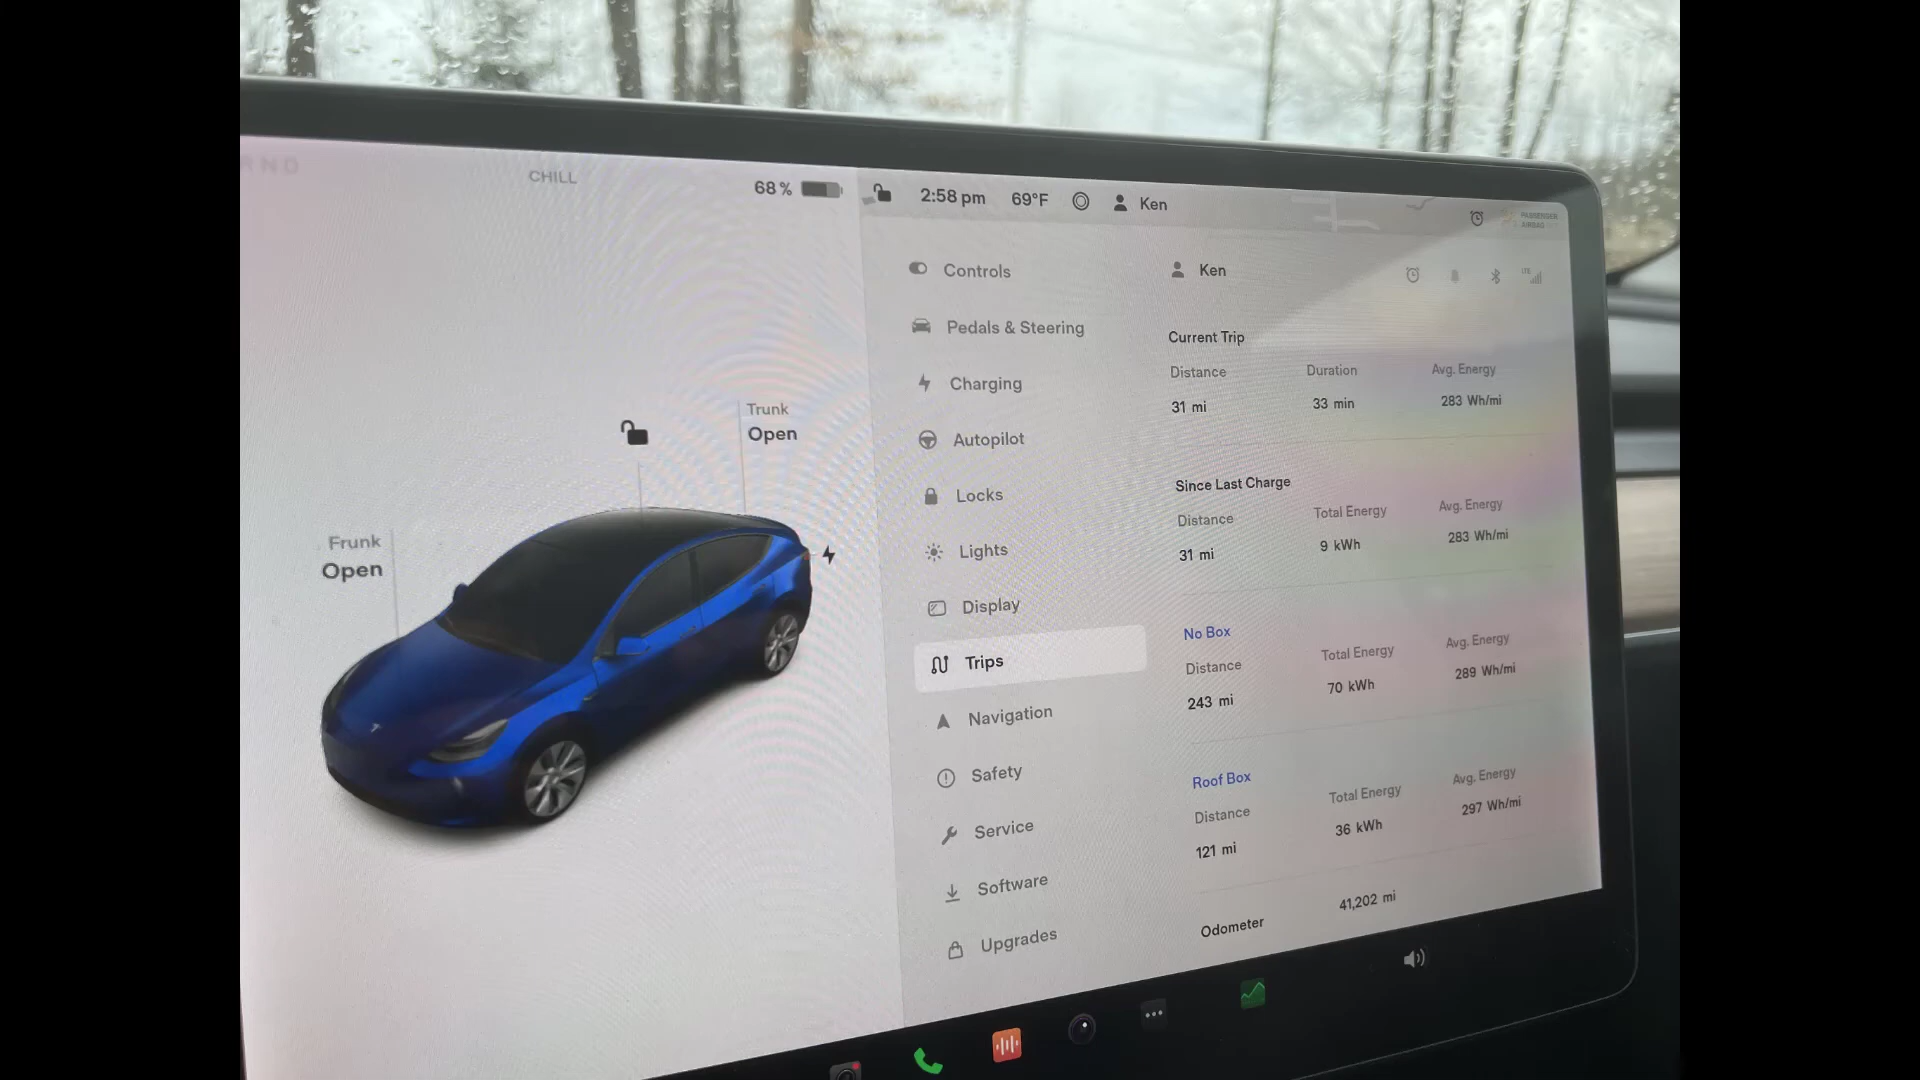 R N D
CHILL
68 %
2:58 pm 69°F Ken
PASSENGER
AIRBAG
Controls
Pedals & Steering
Charging
Autopilot
Locks
Lights
Display
Trips
Navigation
Safety
Service
Software
Upgrades
Trunk
Open
Frunk
Open
Ken
LTE
Current Trip
Distance Duration Avg. Energy
31 mi 33 min 283 Wh/mi
Since Last Charge
Distance Total Energy Avg. Energy
31 mi 9 kWh 283 Wh/mi
No Box
Distance Total Energy Avg. Energy
243 mi 70 kWh 289 Wh/mi
Roof Box
Distance Total Energy Avg. Energy
121 mi 36 kWh 297 Wh/mi
Odometer 41,202 mi